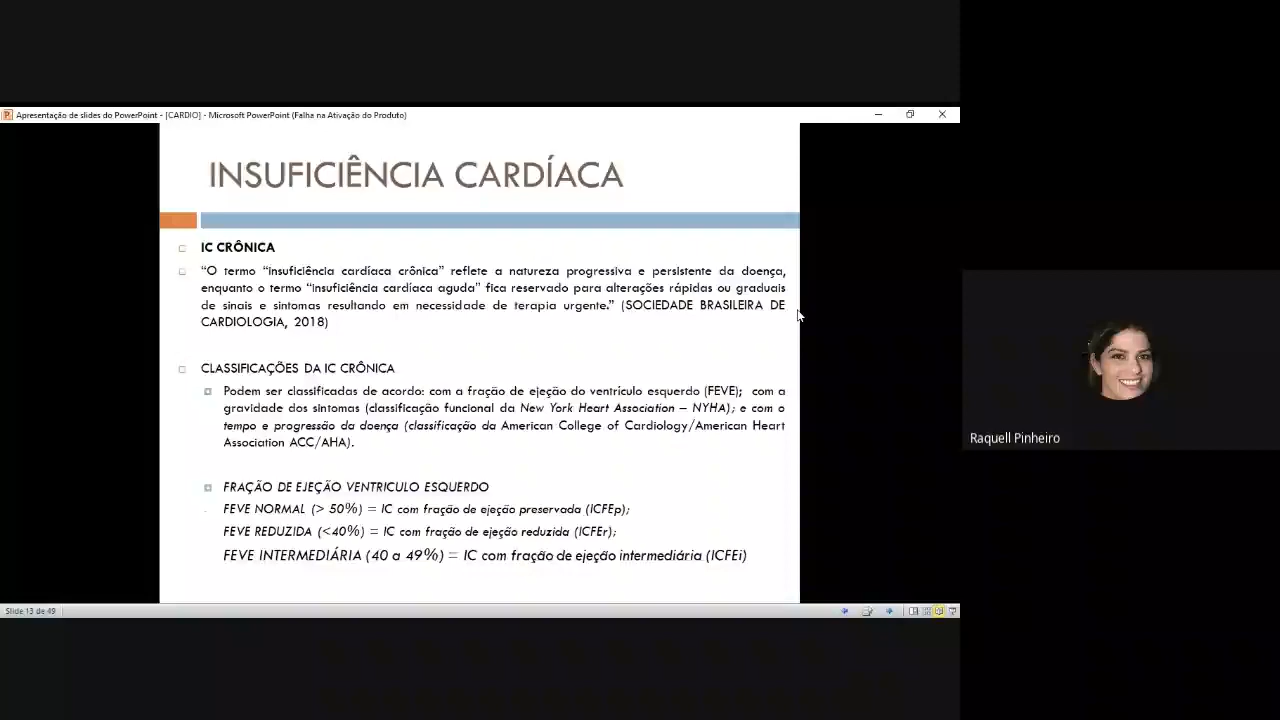 Apresentação de slides do PowerPoint - [CARDIO] - Microsoft PowerPoint (Falha na Ativação do Produto)
INSUFICIÊNCIA CARDÍACA
IC CRÔNICA
“O termo “insuficiência cardíaca crônica” reflete a natureza progressiva e persistente da doença,
enquanto o termo “insuficiência cardíaca aguda” fica reservado para alterações rápidas ou graduais
de sinais e sintomas resultando em necessidade de terapia urgente.” (SOCIEDADE BRASILEIRA DE
CARDIOLOGIA, 2018)
CLASSIFICAÇÕES DA IC CRÔNICA
Podem ser classificadas de acordo: com a fração de ejeção do ventrículo esquerdo (FEVE); com a
gravidade dos sintomas (classificação funcional da New York Heart Association – NYHA); e com o
tempo e progressão da doença (classificação da American College of Cardiology/American Heart
Association ACC/AHA).
FRAÇÃO DE EJEÇÃO VENTRICULO ESQUERDO
FEVE NORMAL (> 50%) = IC com fração de ejeção preservada (ICFEp);
FEVE REDUZIDA (<40%) = IC com fração de ejeção reduzida (ICFEr);
FEVE INTERMEDIÁRIA (40 a 49%) = IC com fração de ejeção intermediária (ICFEi)
Raquell Pinheiro
Slide 13 de 49